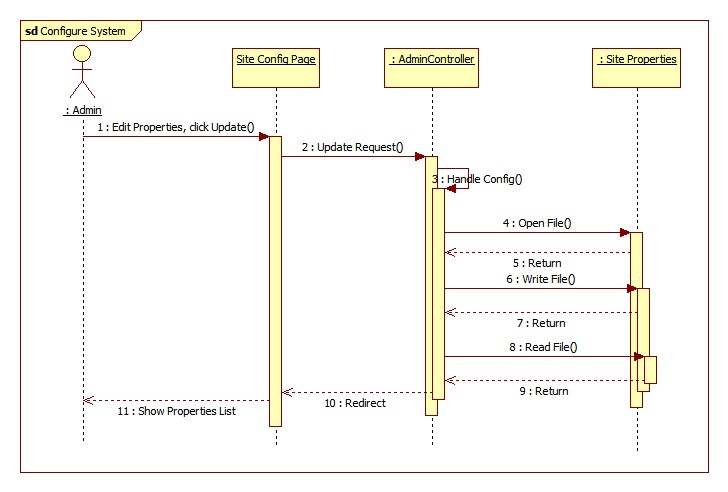 sd Configure System
Site Config Page
: AdminController
: Site Properties
: Admin
1 : Edit Properties, click Update()
2 : Update Request()
3 : Handle Config()
4 : Open File()
5 : Return
6 : Write File()
7 : Return
8 : Read File()
9 : Return
10 : Redirect
11 : Show Properties List